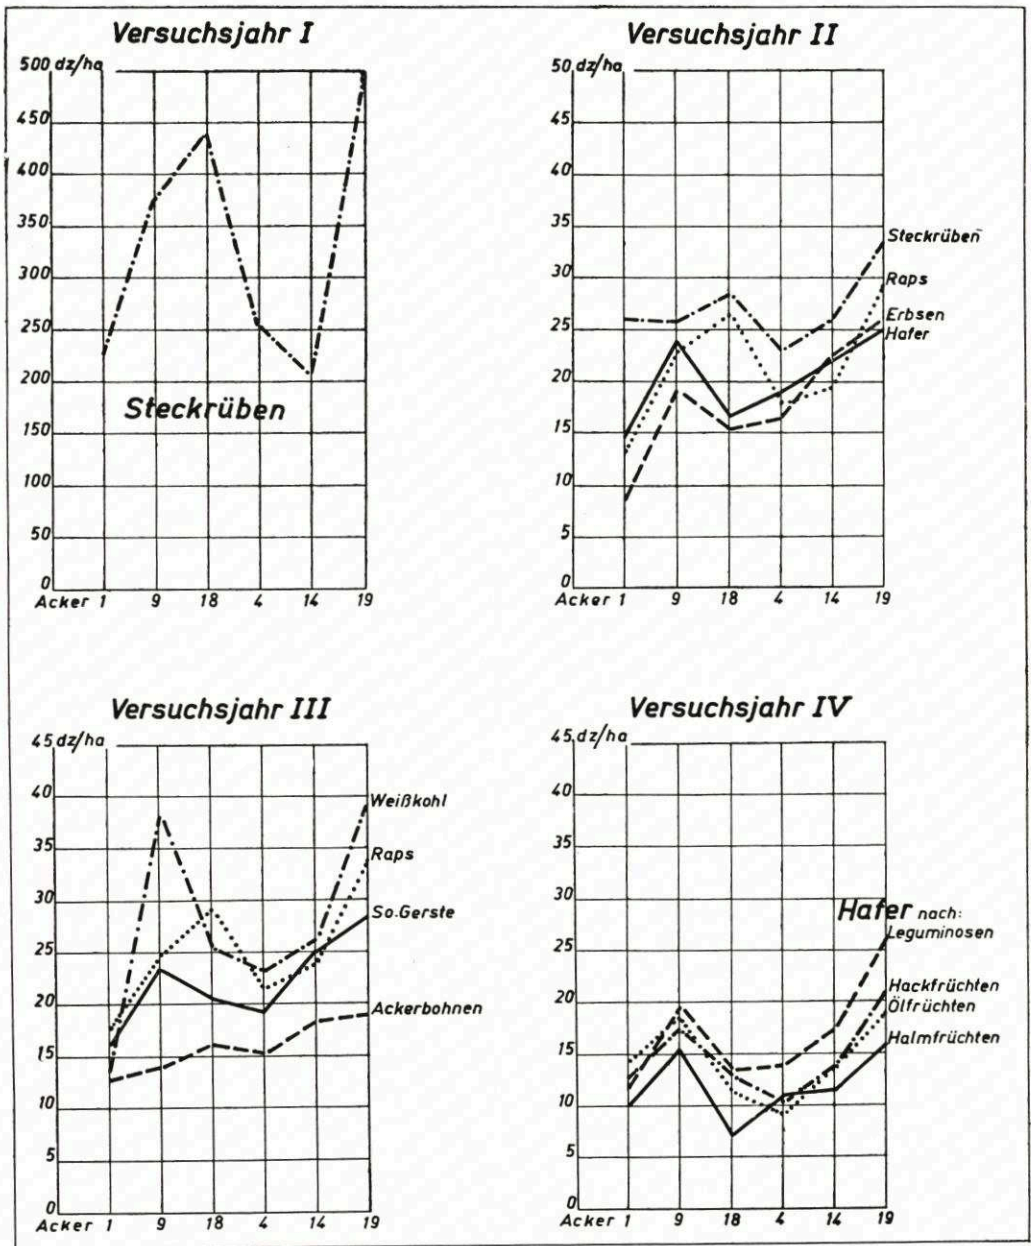 Versuchsjahr I
500 dz/ha
450
400
350
300
250
200
150
100
50
0
Steckrüben
Acker 1 9 18 4 14 19
Versuchsjahr II
50 dz/ha
45
40
35
30
25
20
15
10
5
0
Steckrüben
Raps
Erbsen
Hafer
Acker 1 9 18 4 14 19
Versuchsjahr III
45 dz/ha
40
35
30
25
20
15
10
5
0
Weißkohl
Raps
So.Gerste
Ackerbohnen
Acker 1 9 18 4 14 19
Versuchsjahr IV
45 dz/ha
40
35
30
25
20
15
10
5
0
Hafer nach:
Leguminosen
Hackfrüchten
Ölfrüchten
Halmfrüchten
Acker 1 9 18 4 14 19